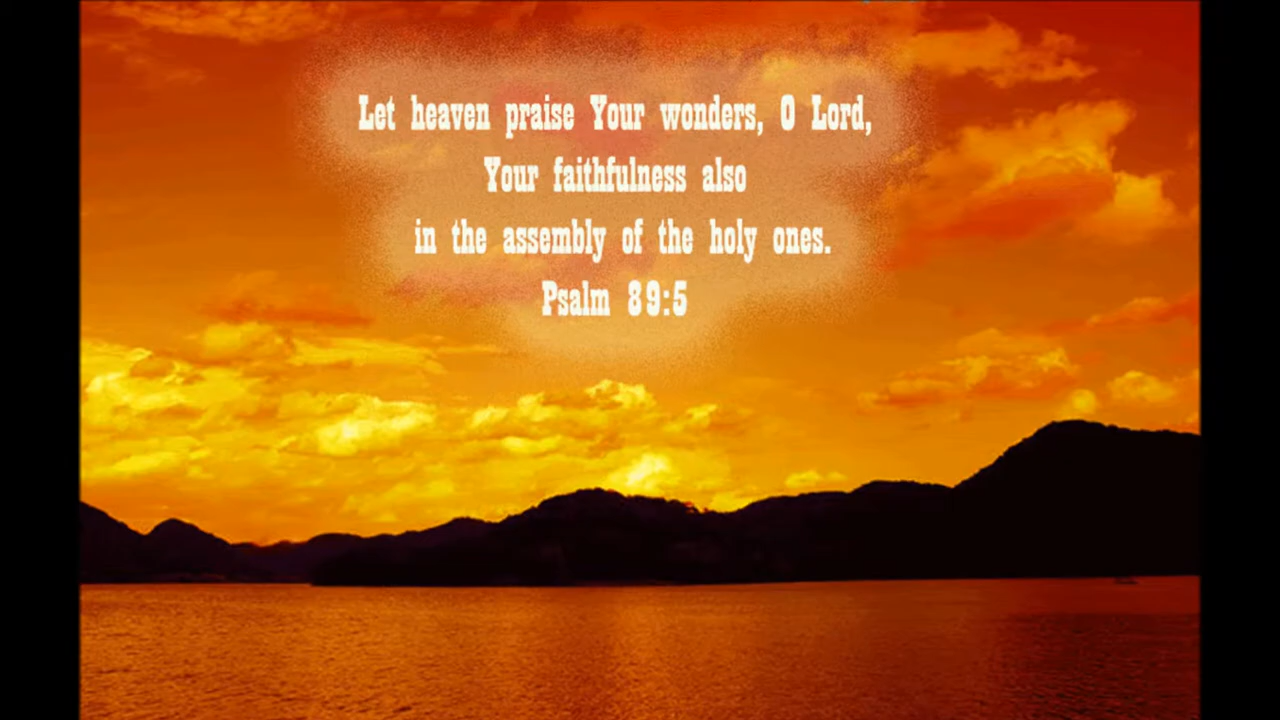 Let heaven praise Your wonders, O Lord,
Your faithfulness also
in the assembly of the holy ones.
Psalm 89:5